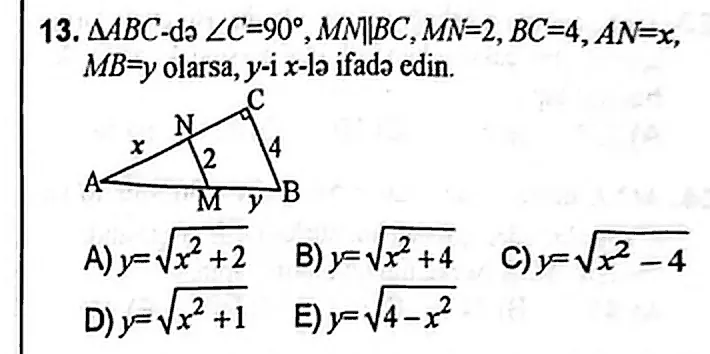 13. ΔABC-də ∠C=90°, MN||BC, MN=2, BC=4, AN=x,
MB=y olarsa, y-i x-lə ifadə edin.
C
N
x
2
4
A
M
y
B
A) y=√(x²+2) B) y=√(x²+4) C) y=√(x²−4)
D) y=√(x²+1) E) y=√(4−x²)